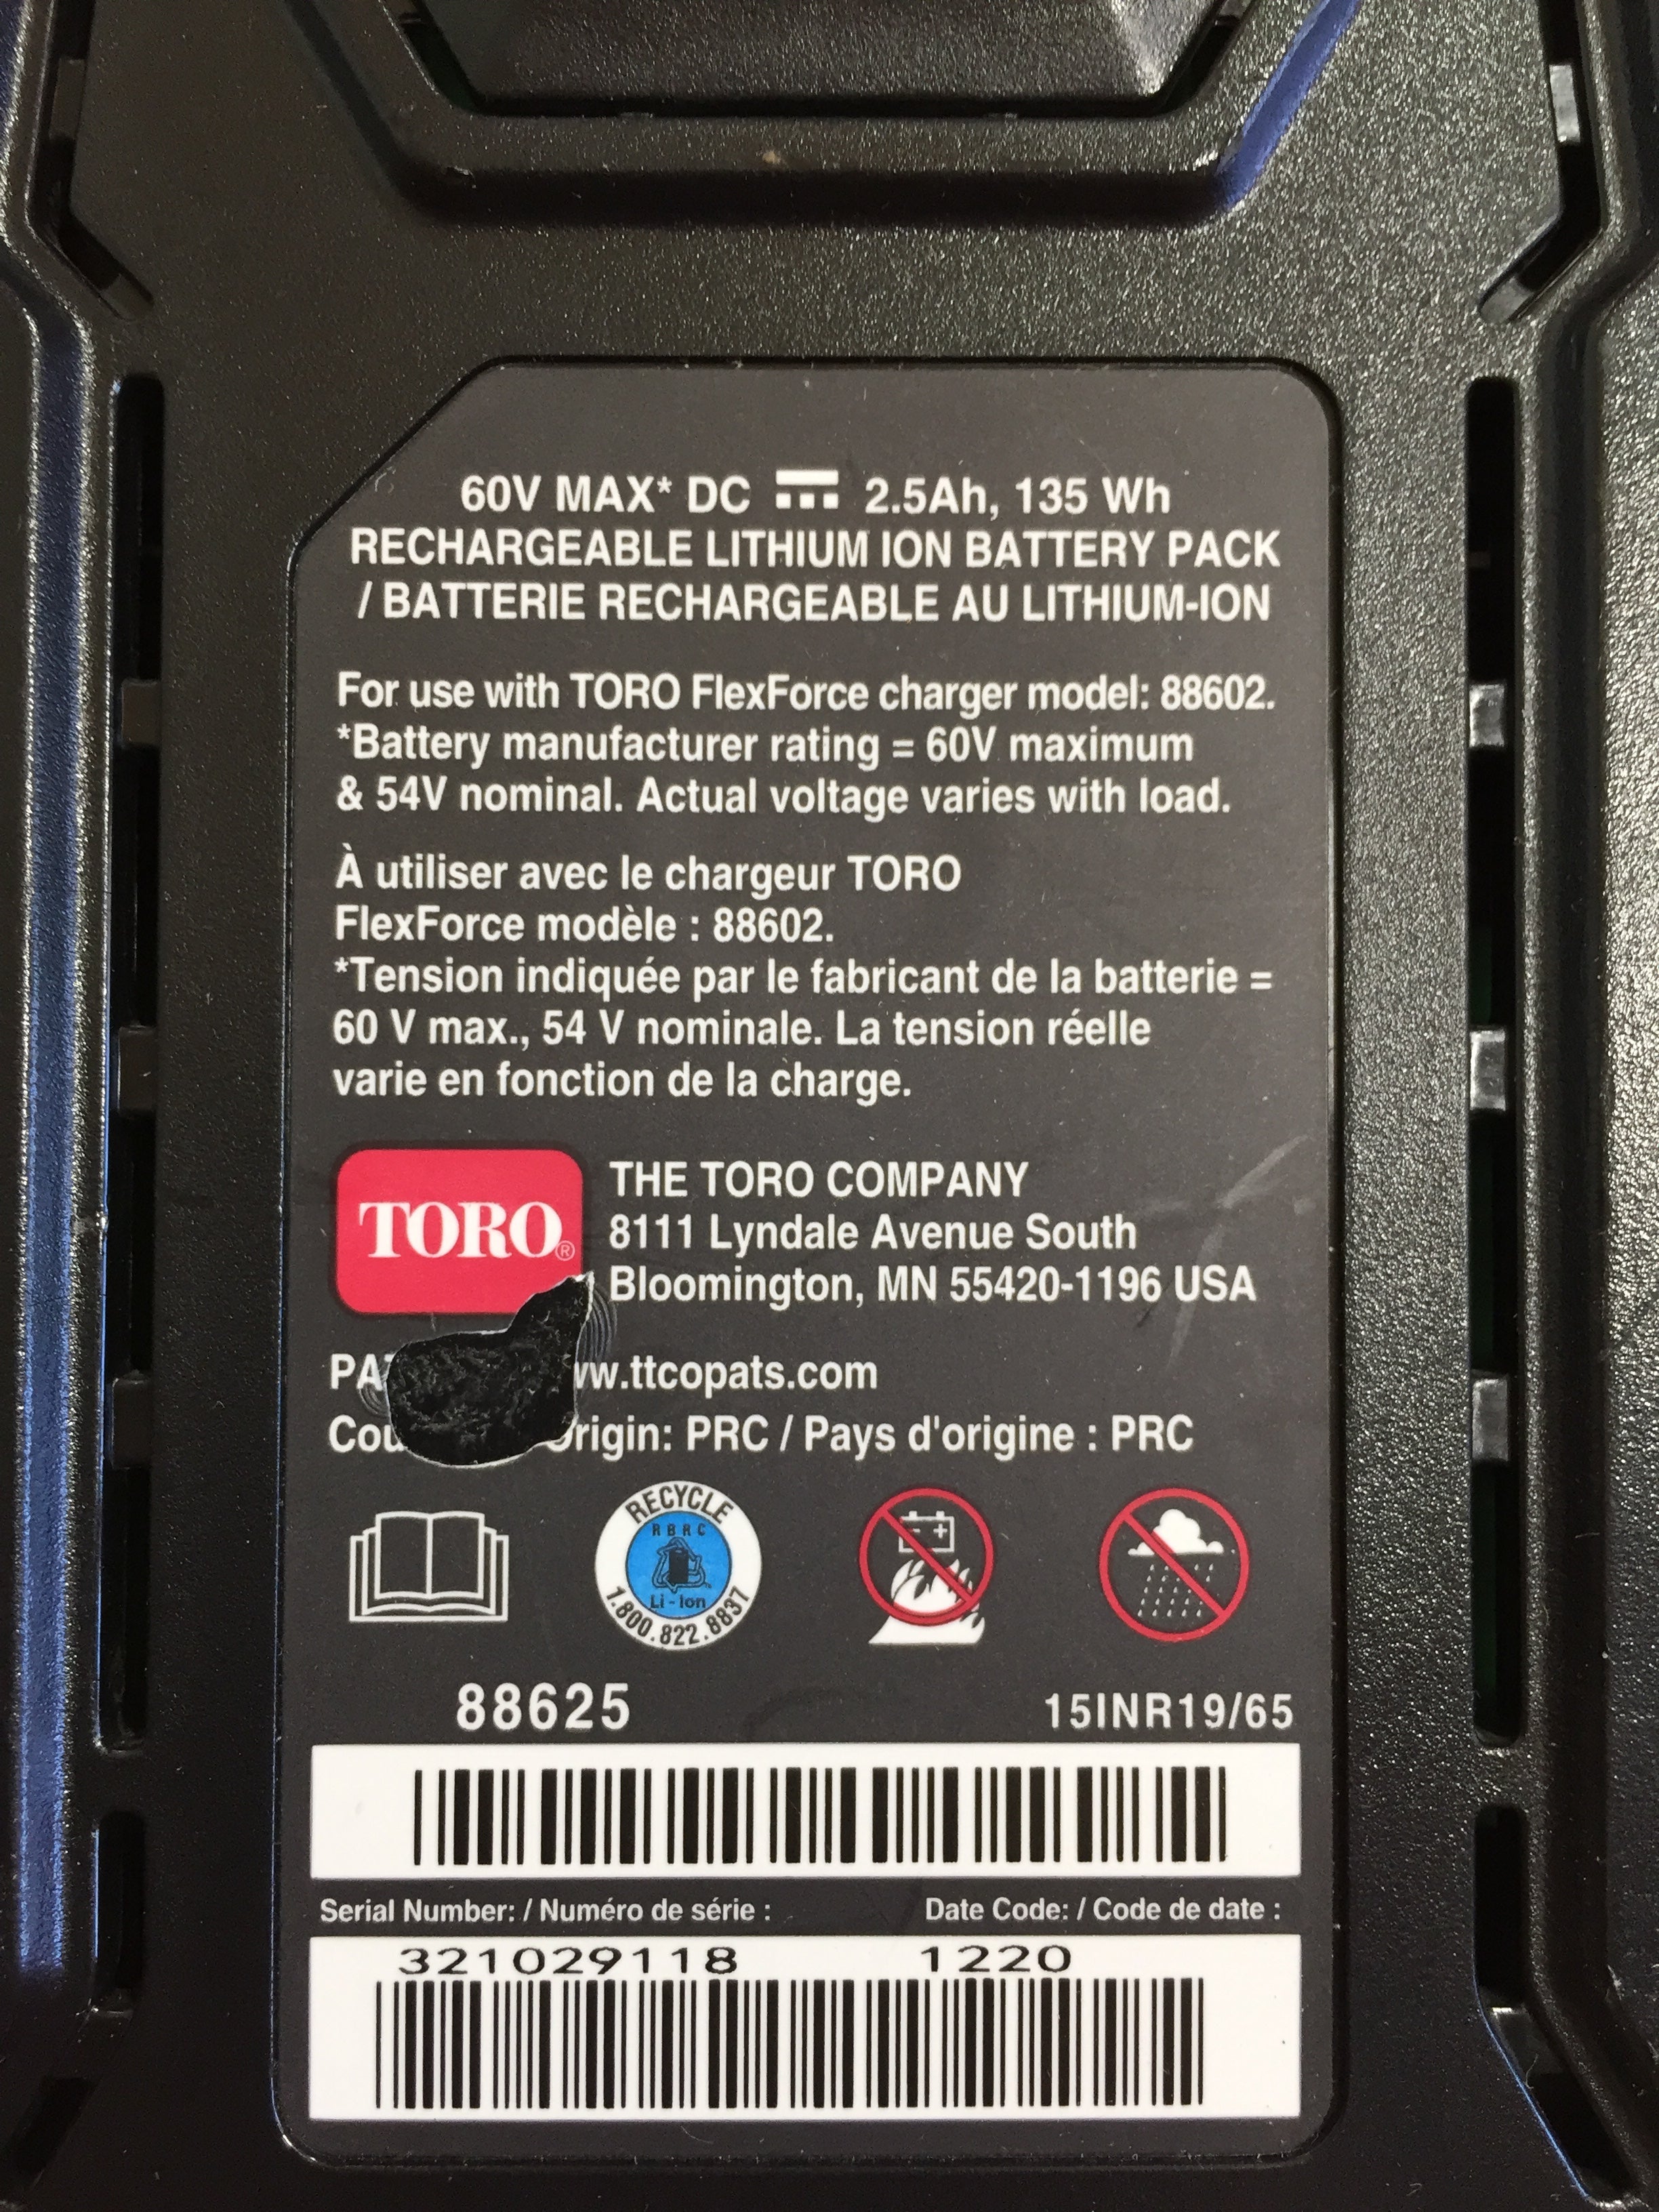 60V MAX* DC 2.5Ah, 135 Wh
RECHARGEABLE LITHIUM ION BATTERY PACK
/ BATTERIE RECHARGEABLE AU LITHIUM-ION
For use with TORO FlexForce charger model: 88602.
*Battery manufacturer rating = 60V maximum
& 54V nominal. Actual voltage varies with load.
À utiliser avec le chargeur TORO
FlexForce modèle : 88602.
*Tension indiquée par le fabricant de la batterie =
60 V max., 54 V nominale. La tension réelle
varie en fonction de la charge.
TORO®
THE TORO COMPANY
8111 Lyndale Avenue South
Bloomington, MN 55420-1196 USA
w.ttcopats.com
rigin: PRC / Pays d'origine : PRC
RECYCLE
RBRC
Li-Ion
1.800.822.8837
- +
88625
15INR19/65
Serial Number: / Numéro de série :
Date Code: / Code de date :
321029118
1220